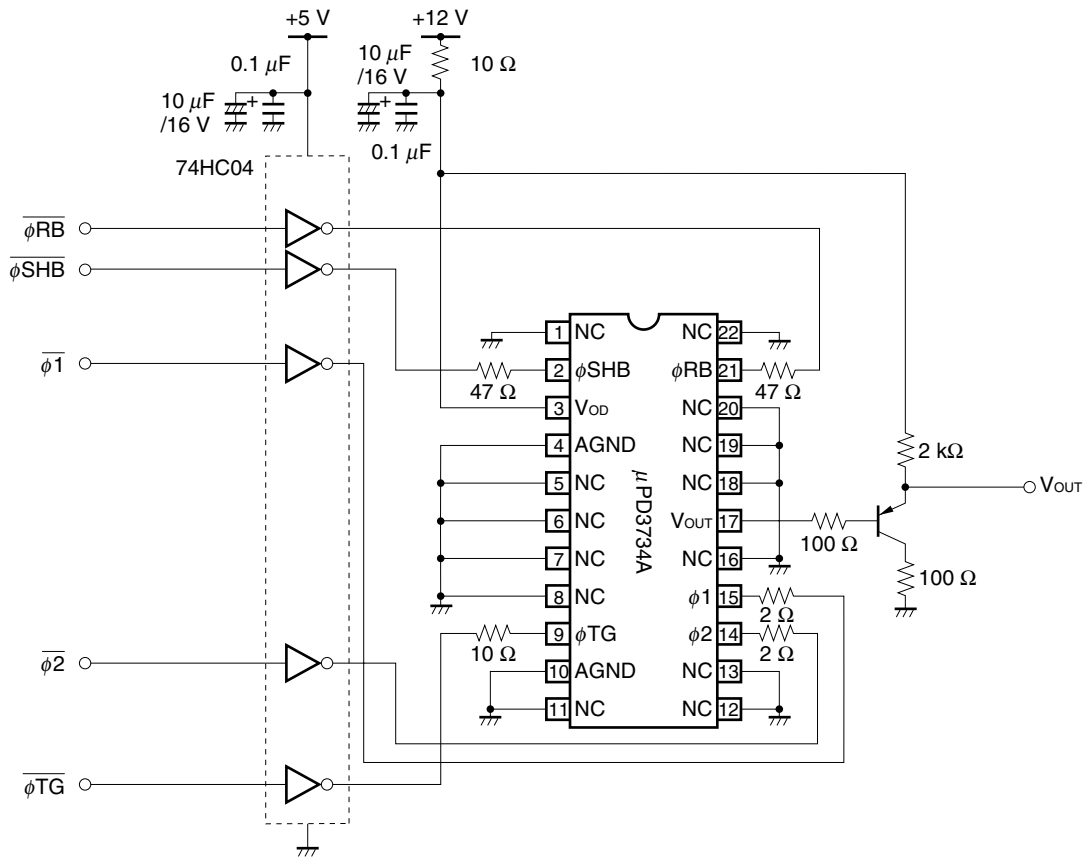 +5 V
+12 V
0.1 μF
10 μF
/16 V
+
10 μF
/16 V
+
10 Ω
0.1 μF
74HC04
φRB
φSHB
φ1
φ2
φTG
1 NC
2 φSHB
3 VOD
4 AGND
5 NC
6 NC
7 NC
8 NC
9 φTG
10 AGND
11 NC
μPD3734A
NC 22
φRB 21
NC 20
NC 19
NC 18
VOUT 17
NC 16
φ1 15
φ2 14
NC 13
NC 12
47 Ω
47 Ω
10 Ω
2 Ω
2 Ω
100 Ω
2 kΩ
VOUT
100 Ω